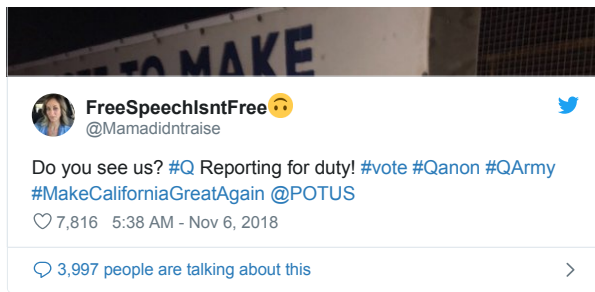 TO MAKE
FreeSpeechIsntFree🙃
@Mamadidntraise
Do you see us? #Q Reporting for duty! #vote #Qanon #QArmy
#MakeCaliforniaGreatAgain @POTUS
7,816 5:38 AM - Nov 6, 2018
3,997 people are talking about this